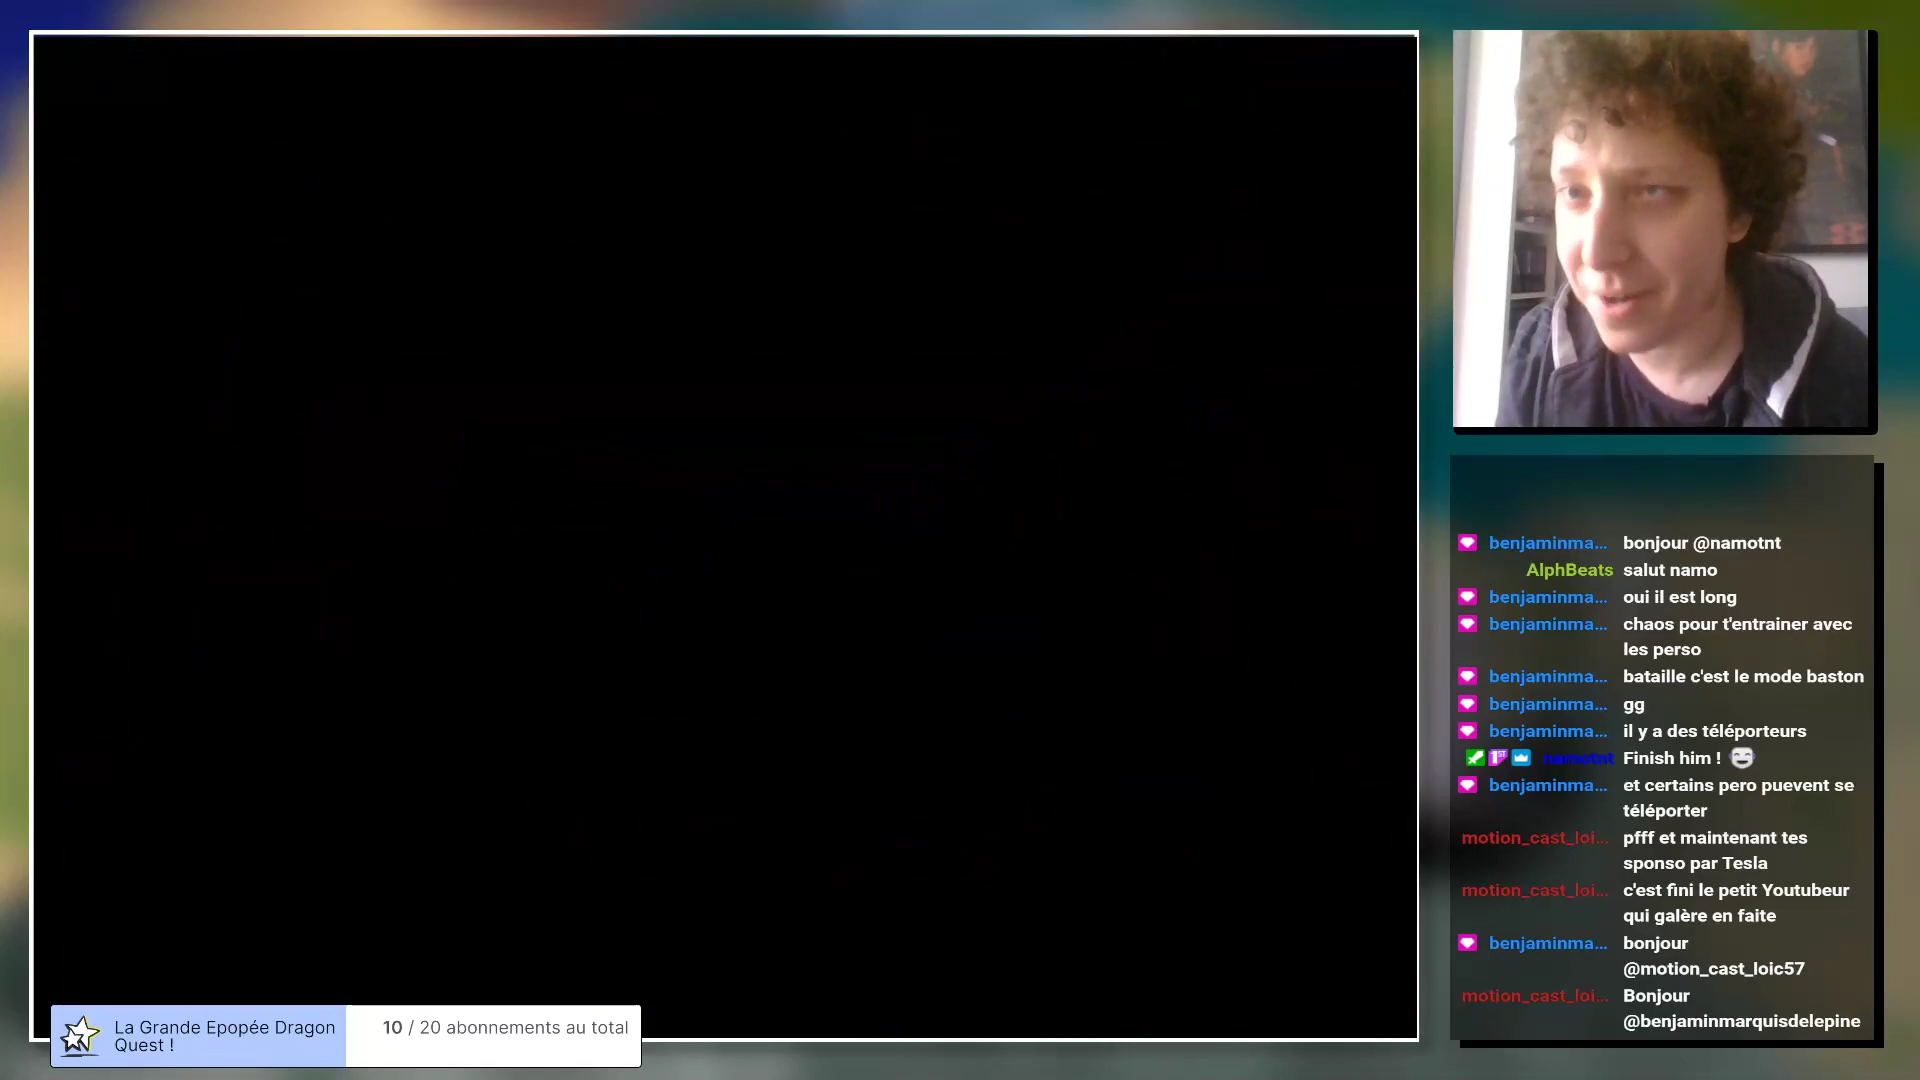 benjaminma... bonjour @namotnt
AlphBeats salut namo
benjaminma... oui il est long
benjaminma... chaos pour t'entrainer avec
les perso
benjaminma... bataille c'est le mode baston
benjaminma... gg
benjaminma... il y a des téléporteurs
1ST namotnt Finish him !
benjaminma... et certains pero puevent se
téléporter
motion_cast_loi... pfff et maintenant tes
sponso par Tesla
motion_cast_loi... c'est fini le petit Youtubeur
qui galère en faite
benjaminma... bonjour
@motion_cast_loic57
motion_cast_loi... Bonjour
@benjaminmarquisdelepine
La Grande Epopée Dragon
Quest !
10 / 20 abonnements au total